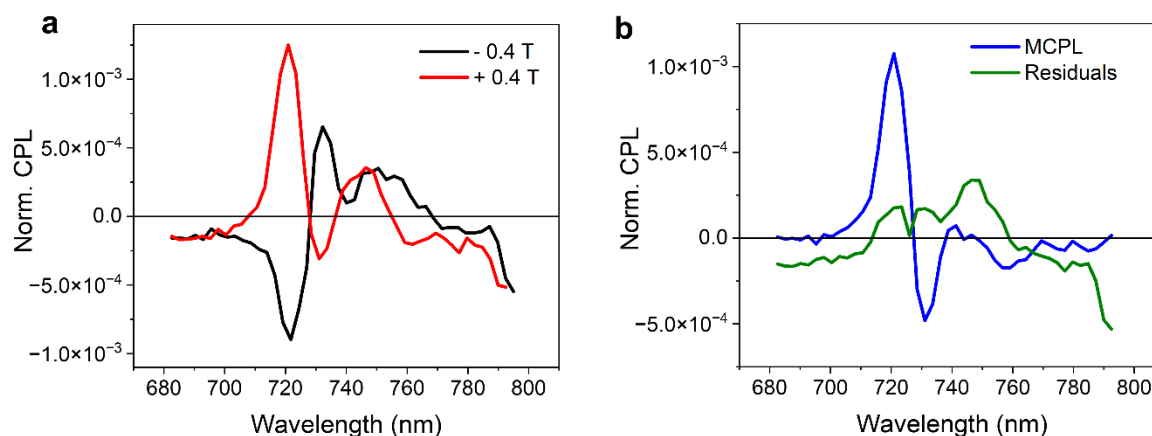 a
- 0.4 T
+ 0.4 T
1.0×10⁻³
5.0×10⁻⁴
0.0
−5.0×10⁻⁴
−1.0×10⁻³
Norm. CPL
680 700 720 740 760 780 800
Wavelength (nm)
b
MCPL
Residuals
1.0×10⁻³
5.0×10⁻⁴
0.0
−5.0×10⁻⁴
Norm. CPL
680 700 720 740 760 780 800
Wavelength (nm)